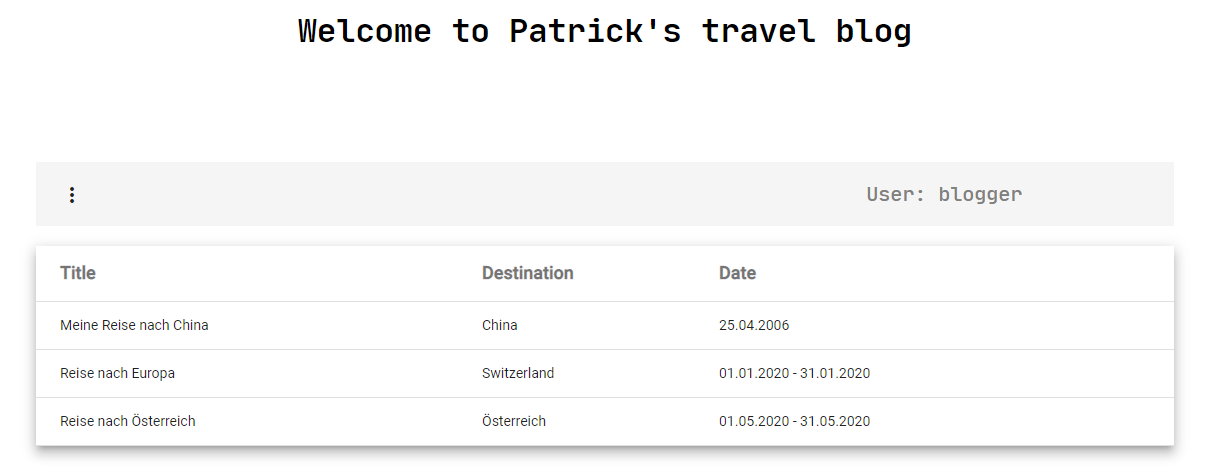 Welcome to Patrick's travel blog
User: blogger
Title Destination Date
Meine Reise nach China China 25.04.2006
Reise nach Europa Switzerland 01.01.2020 - 31.01.2020
Reise nach Österreich Österreich 01.05.2020 - 31.05.2020